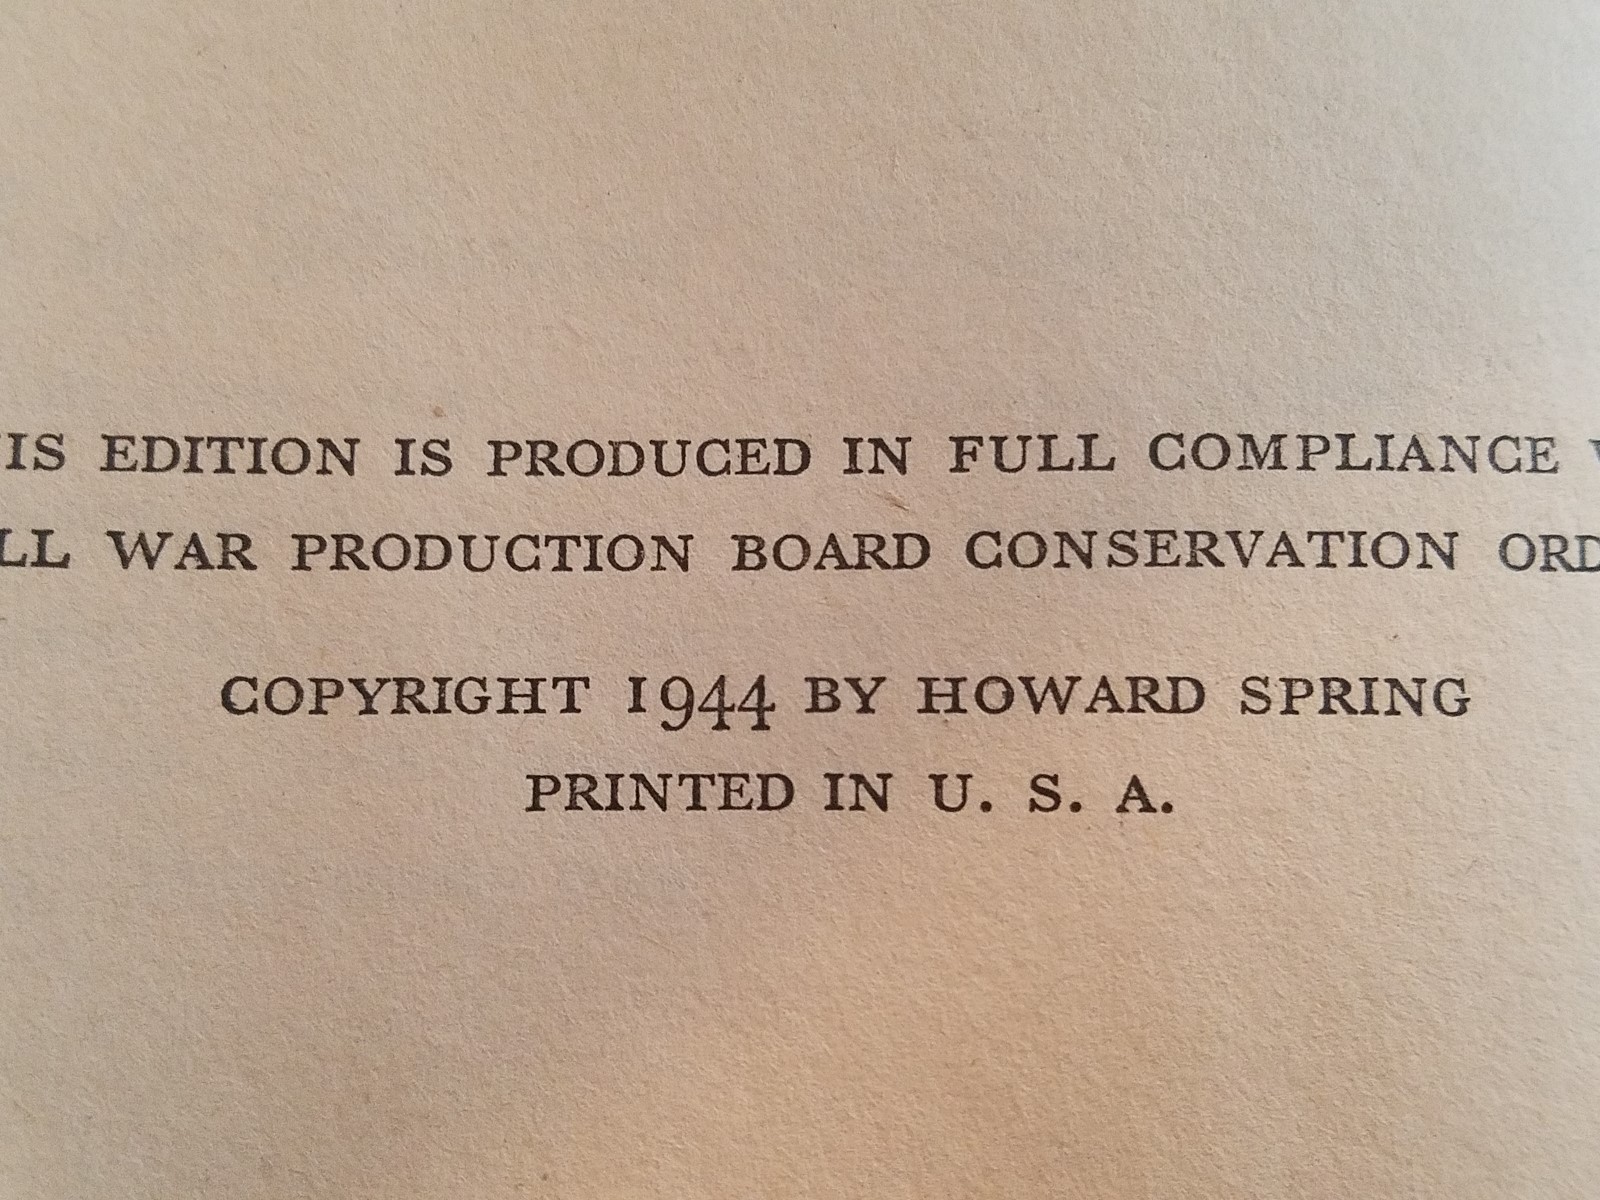 IS EDITION IS PRODUCED IN FULL COMPLIANCE
LL WAR PRODUCTION BOARD CONSERVATION ORD
COPYRIGHT 1944 BY HOWARD SPRING
PRINTED IN U. S. A.